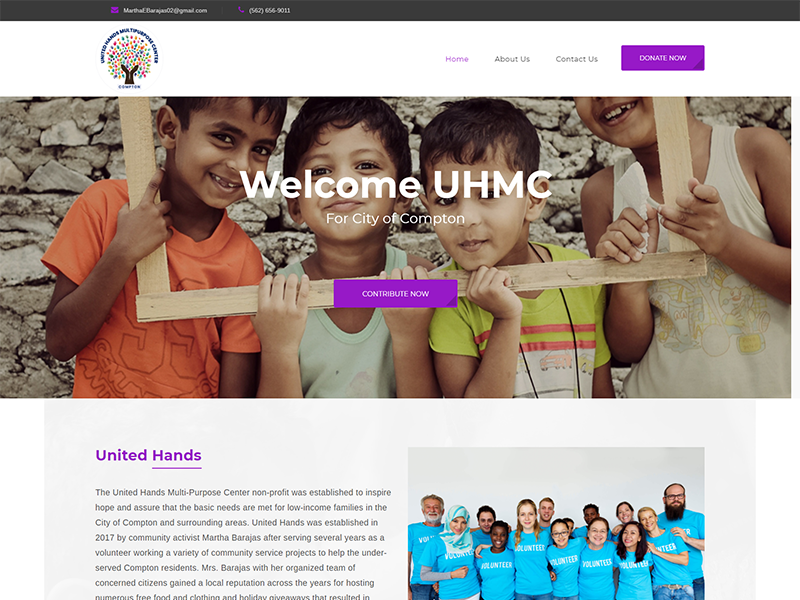 MarthaEBarajas02@gmail.com
(562) 656-9011
UNITED HANDS MULTIPURPOSE CENTER
COMPTON
Home
About Us
Contact Us
DONATE NOW
Welcome UHMC
For City of Compton
CONTRIBUTE NOW
United Hands
The United Hands Multi-Purpose Center non-profit was established to inspire
hope and assure that the basic needs are met for low-income families in the
City of Compton and surrounding areas. United Hands was established in
2017 by community activist Martha Barajas after serving several years as a
volunteer working a variety of community service projects to help the under-
served Compton residents. Mrs. Barajas with her organized team of
concerned citizens gained a local reputation across the years for hosting
numerous free food and clothing and holiday giveaways that resulted in
VOLUNTEER
VOLUNTEER